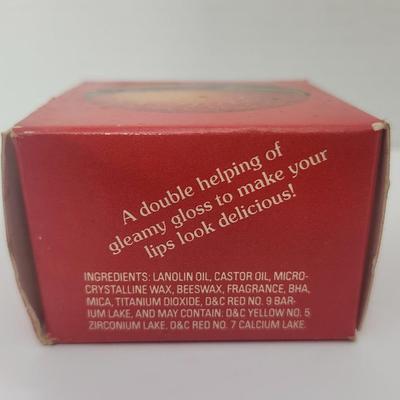 A double helping of
gleamy gloss to make your
lips look delicious!
INGREDIENTS: LANOLIN OIL, CASTOR OIL, MICRO-
CRYSTALLINE WAX, BEESWAX, FRAGRANCE, BHA,
MICA, TITANIUM DIOXIDE, D&C RED NO. 9 BAR-
IUM LAKE, AND MAY CONTAIN: D&C YELLOW NO. 5
ZIRCONIUM LAKE, D&C RED NO. 7 CALCIUM LAKE.